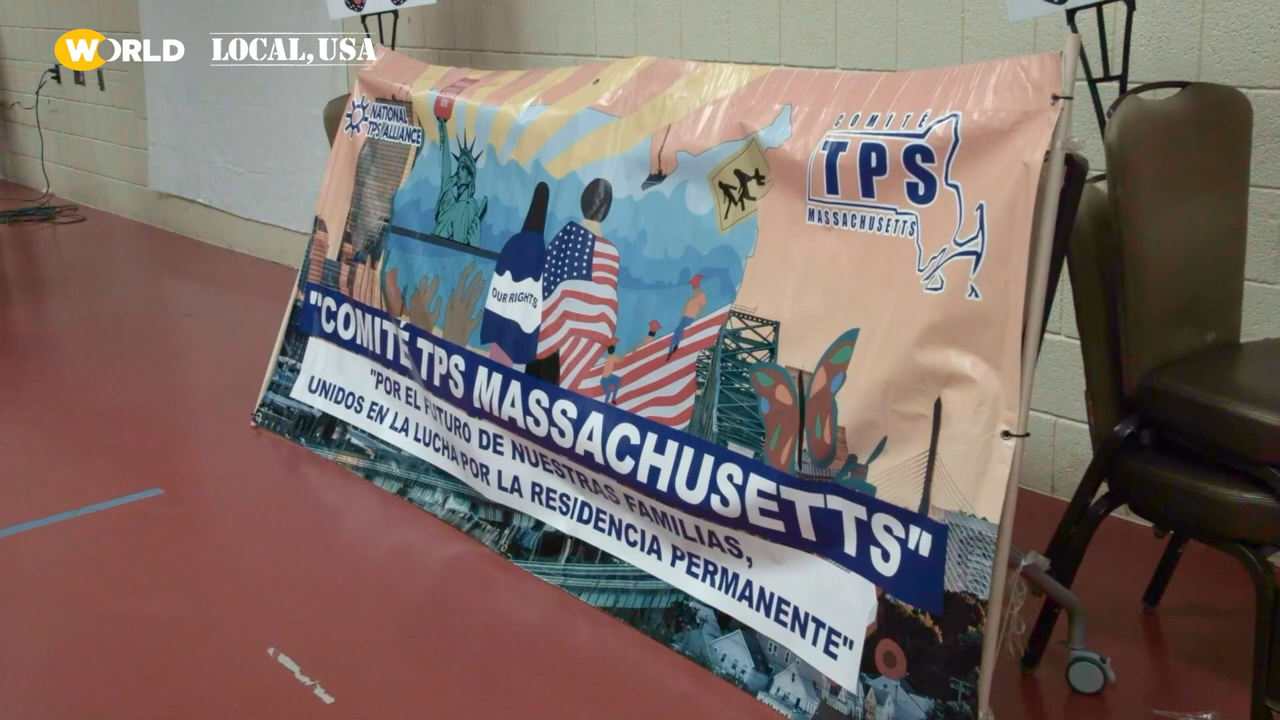 WORLD LOCAL, USA
NATIONAL
TPS ALLIANCE
COMITÉ
TPS
MASSACHUSETTS
OUR RIGHTS
"COMITÉ TPS MASSACHUSETTS"
"POR EL FUTURO DE NUESTRAS FAMILIAS,
UNIDOS EN LA LUCHA POR LA RESIDENCIA PERMANENTE"